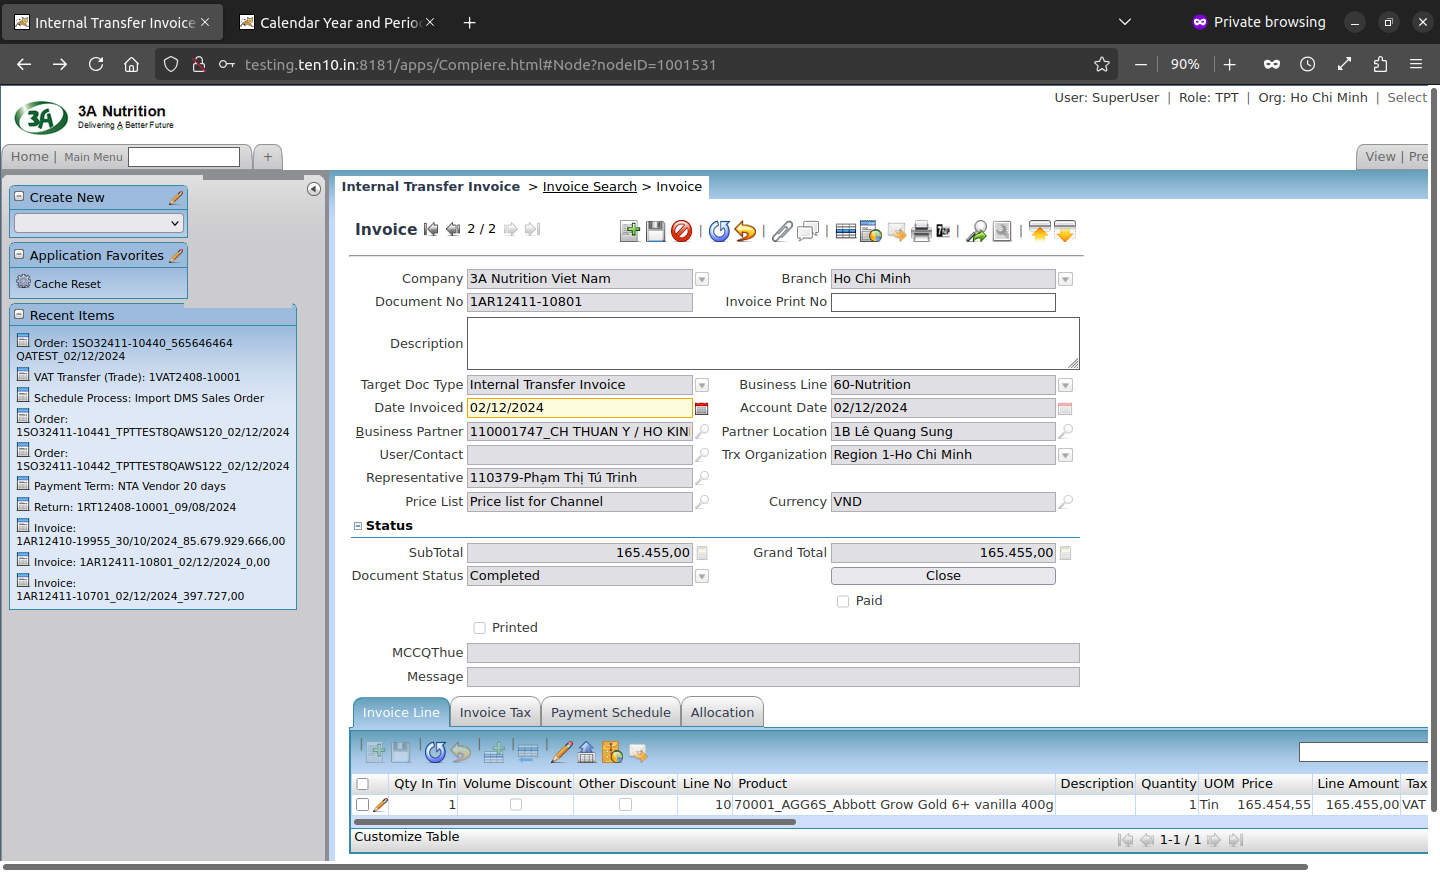 Internal Transfer Invoice
Calendar Year and Perio
Private browsing
testing.ten10.in:8181/apps/Compiere.html#Node?nodeID=1001531
90%
User: SuperUser | Role: TPT | Org: Ho Chi Minh | Select
3A
3A Nutrition
Delivering A Better Future
Home | Main Menu
+
View | Pre
Internal Transfer Invoice > Invoice Search > Invoice
Create New
Application Favorites
Cache Reset
Recent Items
Order: 1SO32411-10440_565646464
QATEST_02/12/2024
VAT Transfer (Trade): 1VAT2408-10001
Schedule Process: Import DMS Sales Order
Order:
1SO32411-10441_TPTTEST8QAWS120_02/12/2024
Order:
1SO32411-10442_TPTTEST8QAWS122_02/12/2024
Payment Term: NTA Vendor 20 days
Return: 1RT12408-10001_09/08/2024
Invoice:
1AR12410-19955_30/10/2024_85.679.929.666,00
Invoice: 1AR12411-10801_02/12/2024_0,00
Invoice:
1AR12411-10701_02/12/2024_397.727,00
Invoice 2 / 2
Company 3A Nutrition Viet Nam Branch Ho Chi Minh
Document No 1AR12411-10801 Invoice Print No
Description
Target Doc Type Internal Transfer Invoice Business Line 60-Nutrition
Date Invoiced 02/12/2024 Account Date 02/12/2024
Business Partner 110001747_CH THUAN Y / HO KIN Partner Location 1B Lê Quang Sung
User/Contact Trx Organization Region 1-Ho Chi Minh
Representative 110379-Phạm Thị Tú Trinh
Price List Price list for Channel Currency VND
Status
SubTotal 165.455,00 Grand Total 165.455,00
Document Status Completed Close
Paid
Printed
MCCQThue
Message
Invoice Line Invoice Tax Payment Schedule Allocation
Qty In Tin Volume Discount Other Discount Line No Product Description Quantity UOM Price Line Amount Tax
1 10 70001_AGG6S_Abbott Grow Gold 6+ vanilla 400g 1 Tin 165.454,55 165.455,00 VAT
Customize Table 1-1 / 1